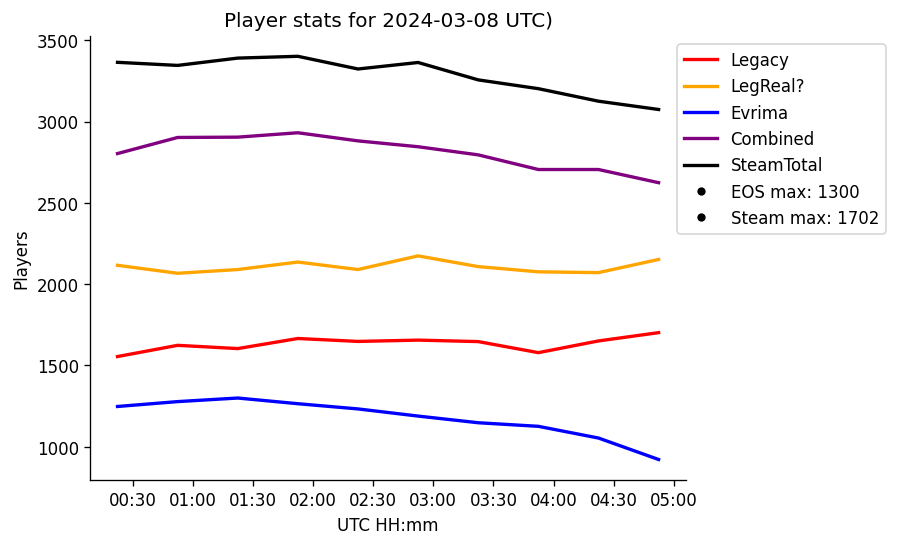 Player stats for 2024-03-08 UTC)
3500
3000
2500
2000
1500
1000
Players
00:30 01:00 01:30 02:00 02:30 03:00 03:30 04:00 04:30 05:00
UTC HH:mm
Legacy
LegReal?
Evrima
Combined
SteamTotal
EOS max: 1300
Steam max: 1702